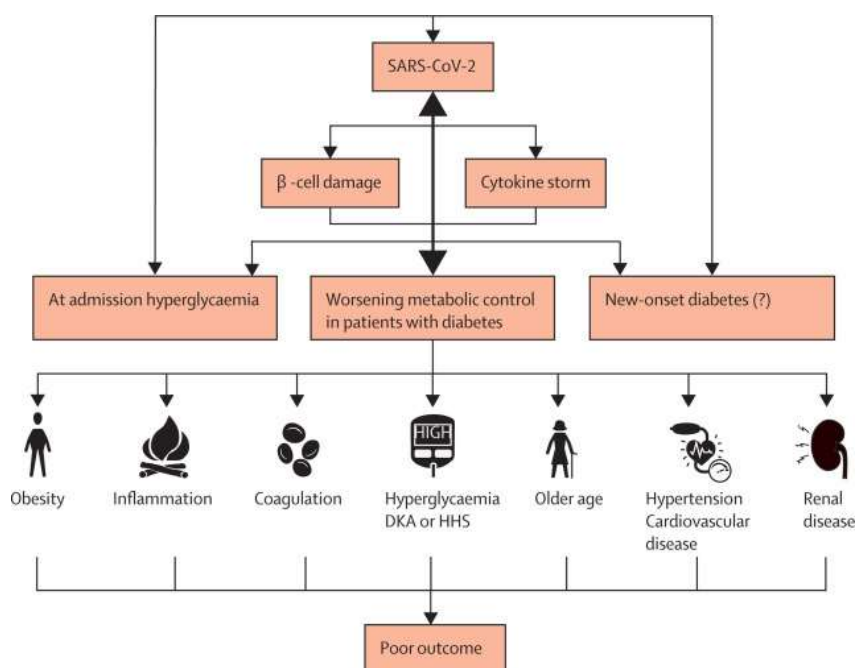 SARS-CoV-2
β -cell damage
Cytokine storm
At admission hyperglycaemia
Worsening metabolic control
in patients with diabetes
New-onset diabetes (?)
HIGH
Obesity
Inflammation
Coagulation
Hyperglycaemia
DKA or HHS
Older age
Hypertension
Cardiovascular
disease
Renal
disease
Poor outcome